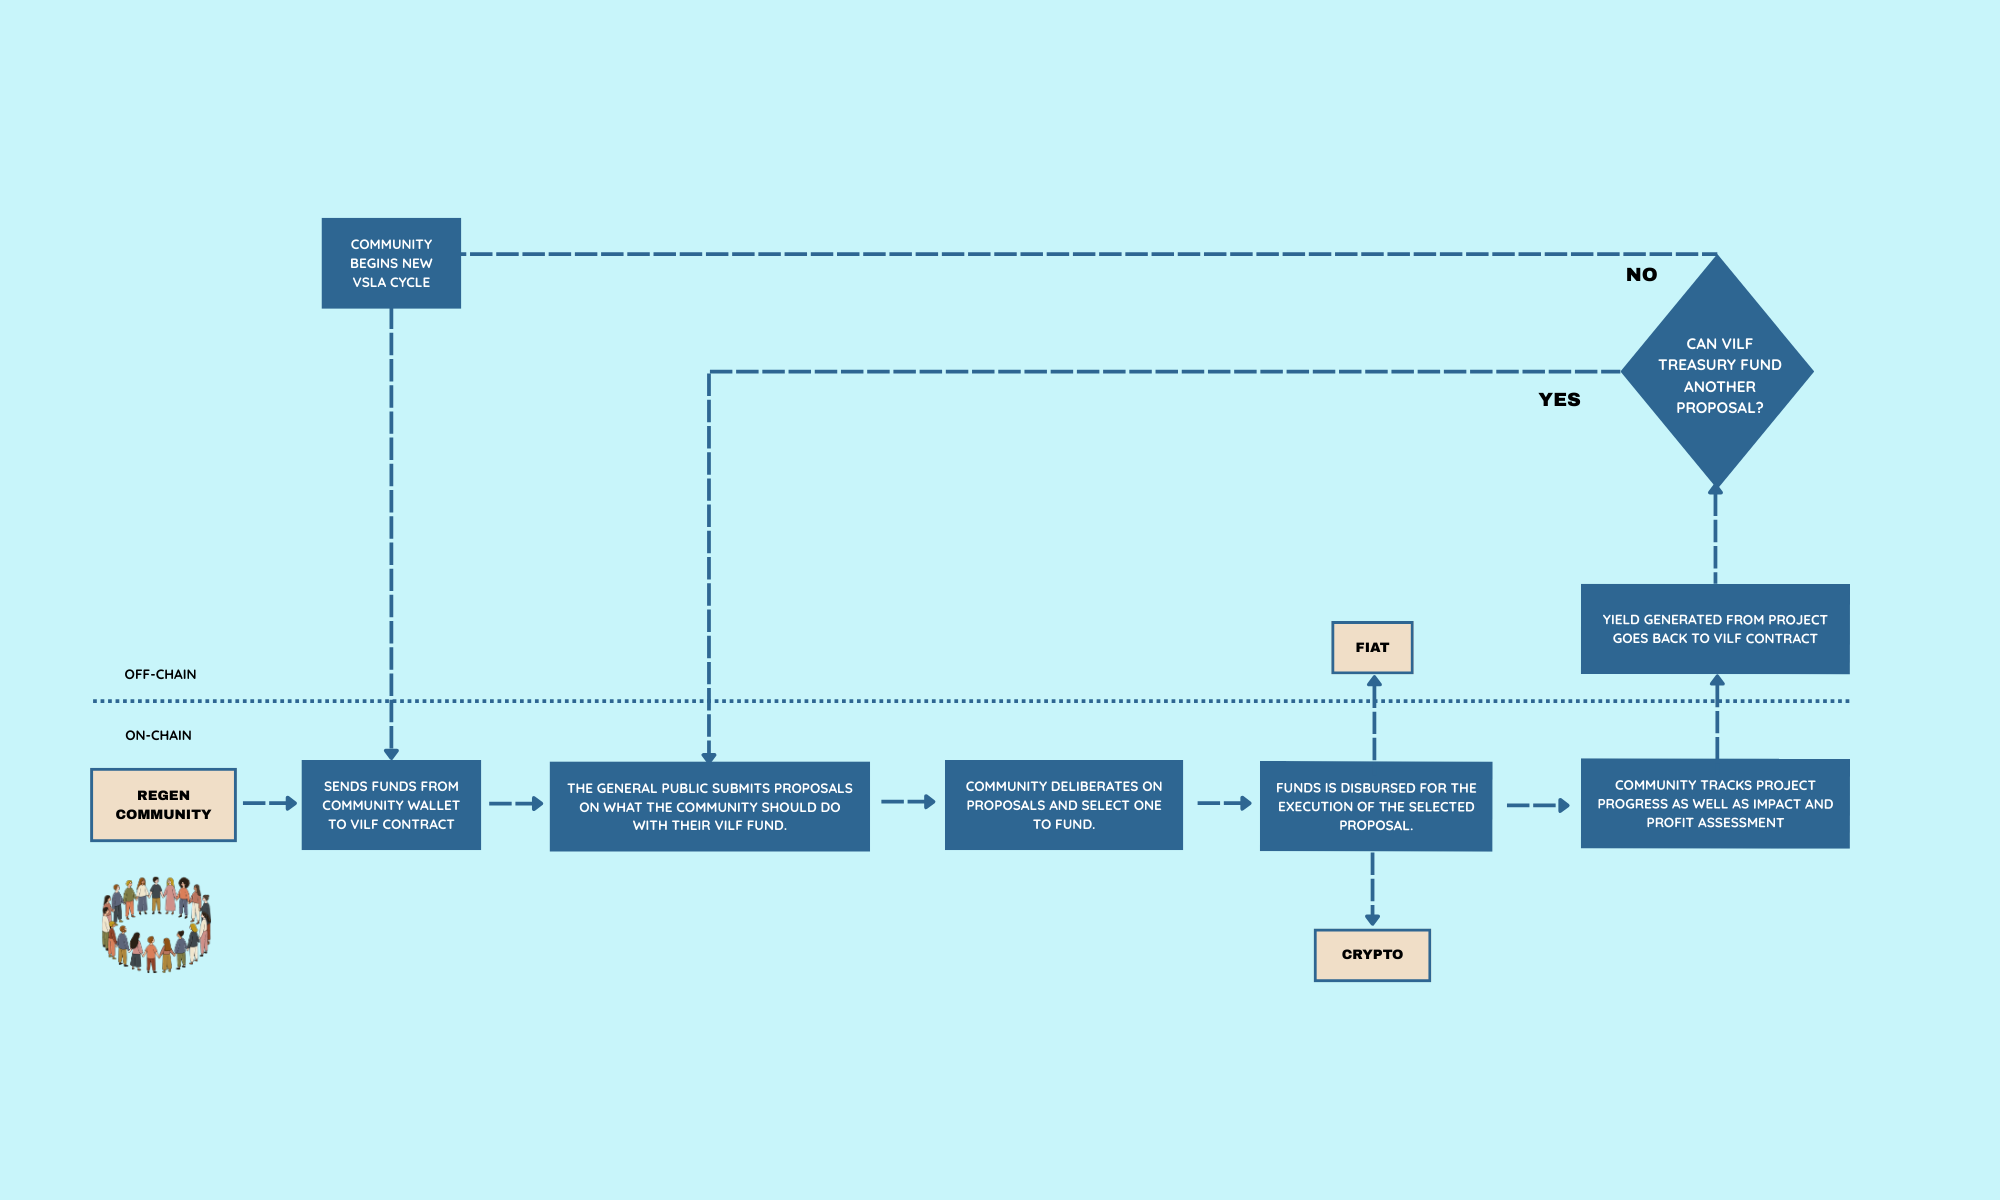 COMMUNITY
BEGINS NEW
VSLA CYCLE
NO
CAN VILF
TREASURY FUND
ANOTHER
PROPOSAL?
YES
YIELD GENERATED FROM PROJECT
GOES BACK TO VILF CONTRACT
FIAT
OFF-CHAIN
ON-CHAIN
REGEN
COMMUNITY
SENDS FUNDS FROM
COMMUNITY WALLET
TO VILF CONTRACT
THE GENERAL PUBLIC SUBMITS PROPOSALS
ON WHAT THE COMMUNITY SHOULD DO
WITH THEIR VILF FUND.
COMMUNITY DELIBERATES ON
PROPOSALS AND SELECT ONE
TO FUND.
FUNDS IS DISBURSED FOR THE
EXECUTION OF THE SELECTED
PROPOSAL.
COMMUNITY TRACKS PROJECT
PROGRESS AS WELL AS IMPACT AND
PROFIT ASSESSMENT
CRYPTO